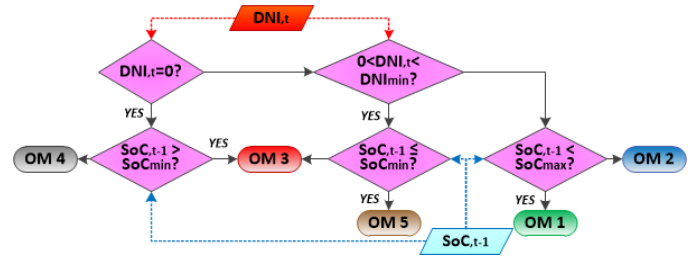 DNI,t
DNI,t=0?
0<DNI,t<
DNImin?
YES
YES
OM 4
SoC,t-1 >
SoCmin?
YES
OM 3
SoC,t-1 ≤
SoCmin?
SoC,t-1 <
SoCmax?
OM 2
YES
YES
OM 5
OM 1
SoC,t-1